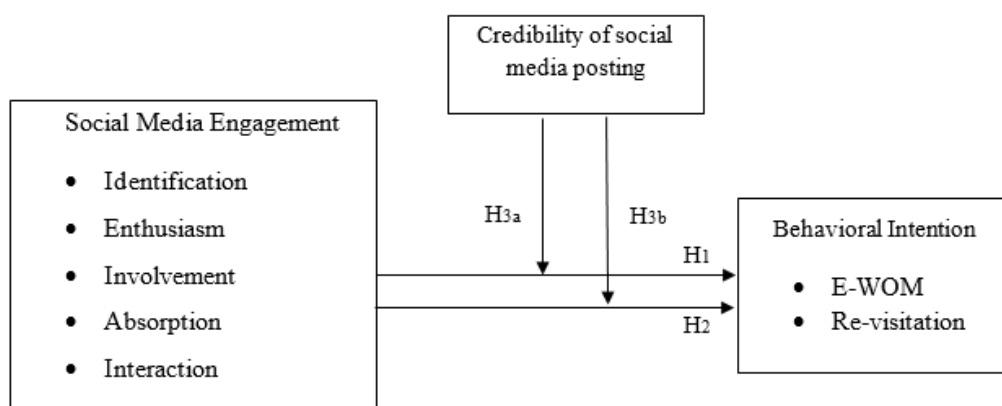 Credibility of social
media posting
Social Media Engagement
• Identification
• Enthusiasm
• Involvement
• Absorption
• Interaction
H3a
H3b
H1
H2
Behavioral Intention
• E-WOM
• Re-visitation